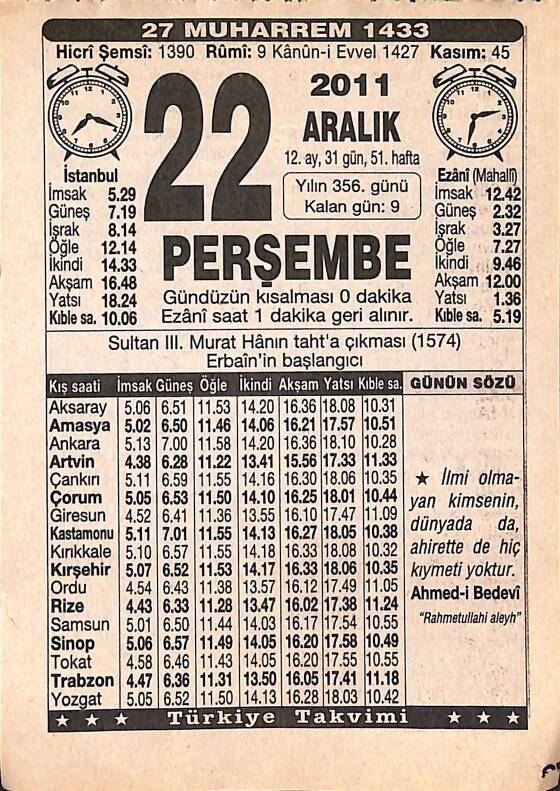 27 MUHARREM 1433
Hicrî Şemsî: 1390 Rûmî: 9 Kânûn-i Evvel 1427 Kasım: 45
22
2011
ARALIK
12. ay, 31 gün, 51. hafta
Yılın 356. günü
Kalan gün: 9
PERŞEMBE
Gündüzün kısalması 0 dakika
Ezânî saat 1 dakika geri alınır.
İstanbul
İmsak 5.29
Güneş 7.19
İşrak 8.14
Öğle 12.14
İkindi 14.33
Akşam 16.48
Yatsı 18.24
Kıble sa. 10.06
Ezânî (Mahallî)
İmsak 12.42
Güneş 2.32
İşrak 3.27
Öğle 7.27
İkindi 9.46
Akşam 12.00
Yatsı 1.36
Kıble sa. 5.19
Sultan III. Murat Hânın taht'a çıkması (1574)
Erbaîn'in başlangıcı
Kış saati İmsak Güneş Öğle İkindi Akşam Yatsı Kıble sa.
Aksaray 5.06 6.51 11.53 14.20 16.36 18.08 10.31
Amasya 5.02 6.50 11.46 14.06 16.21 17.57 10.51
Ankara 5.13 7.00 11.58 14.20 16.36 18.10 10.28
Artvin 4.38 6.28 11.22 13.41 15.56 17.33 11.33
Çankırı 5.11 6.59 11.55 14.16 16.30 18.06 10.35
Çorum 5.05 6.53 11.50 14.10 16.25 18.01 10.44
Giresun 4.52 6.41 11.36 13.55 16.10 17.47 11.09
Kastamonu 5.11 7.01 11.55 14.13 16.27 18.05 10.38
Kırıkkale 5.10 6.57 11.55 14.18 16.33 18.08 10.32
Kırşehir 5.07 6.52 11.53 14.17 16.33 18.06 10.35
Ordu 4.54 6.43 11.38 13.57 16.12 17.49 11.05
Rize 4.43 6.33 11.28 13.47 16.02 17.38 11.24
Samsun 5.01 6.50 11.44 14.03 16.17 17.54 10.55
Sinop 5.06 6.57 11.49 14.05 16.20 17.58 10.49
Tokat 4.58 6.46 11.43 14.05 16.20 17.55 10.55
Trabzon 4.47 6.36 11.31 13.50 16.05 17.41 11.18
Yozgat 5.05 6.52 11.50 14.13 16.28 18.03 10.42
GÜNÜN SÖZÜ
★ İlmi olma-
yan kimsenin,
dünyada da,
ahirette de hiç
kıymeti yoktur.
Ahmed-i Bedevî
"Rahmetullahi aleyh"
★ ★ ★ Türkiye Takvimi ★ ★ ★